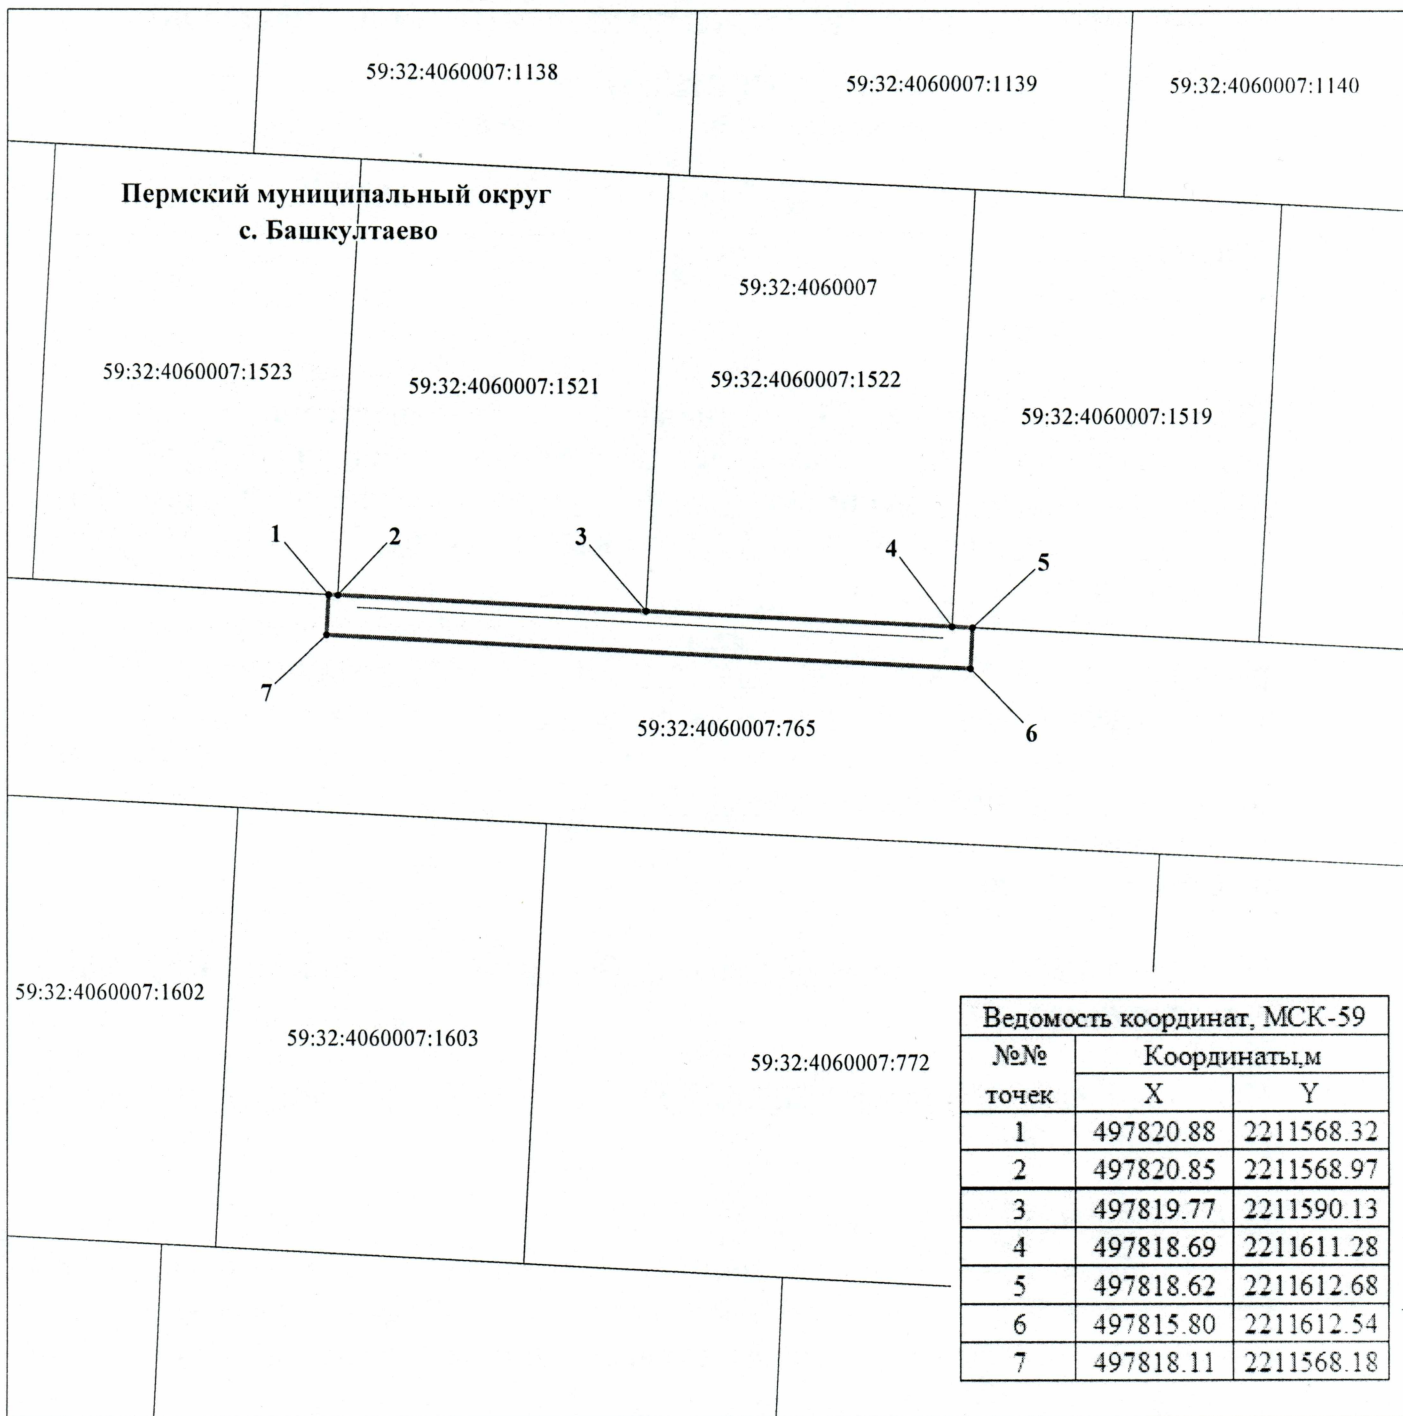 59:32:4060007:1138
59:32:4060007:1139
59:32:4060007:1140
Пермский муниципальный округ
с. Башкултаево
59:32:4060007
59:32:4060007:1523
59:32:4060007:1521
59:32:4060007:1522
59:32:4060007:1519
1
2
3
4
5
7
6
59:32:4060007:765
59:32:4060007:1602
59:32:4060007:1603
59:32:4060007:772
Ведомость координат, МСК-59
№№ точек
Координаты,м
X Y
1 497820.88 2211568.32
2 497820.85 2211568.97
3 497819.77 2211590.13
4 497818.69 2211611.28
5 497818.62 2211612.68
6 497815.80 2211612.54
7 497818.11 2211568.18